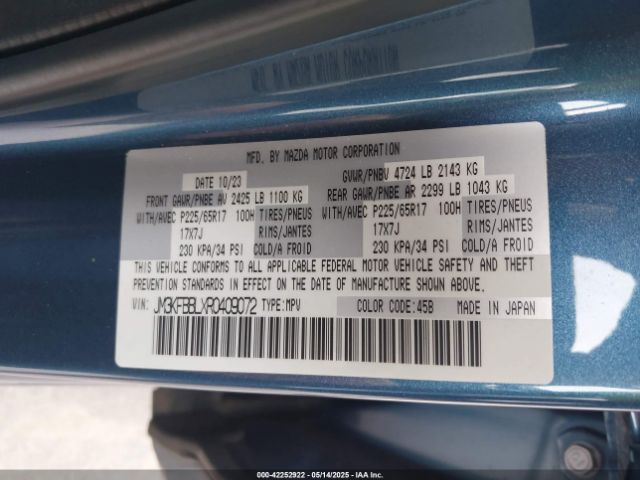 MFD. BY MAZDA MOTOR CORPORATION
DATE 10/23 GVWR/PNBV 4724 LB 2143 KG
FRONT GAWR/PNBE AV 2425 LB 1100 KG REAR GAWR/PNBE AR 2299 LB 1043 KG
WITH/AVEC P225/65R17 100H TIRES/PNEUS WITH/AVEC P225/65R17 100H TIRES/PNEUS
17X7J RIMS/JANTES 17X7J RIMS/JANTES
230 KPA/34 PSI COLD/A FROID 230 KPA/34 PSI COLD/A FROID
THIS VEHICLE CONFORMS TO ALL APPLICABLE FEDERAL MOTOR VEHICLE SAFETY AND THEFT
PREVENTION STANDARDS IN EFFECT ON THE DATE OF MANUFACTURE SHOWN ABOVE.
VIN: JM3KFBBLXR0409072 TYPE:MPV COLOR CODE:45B MADE IN JAPAN
000-42252922 - 05/14/2025 - IAA Inc.